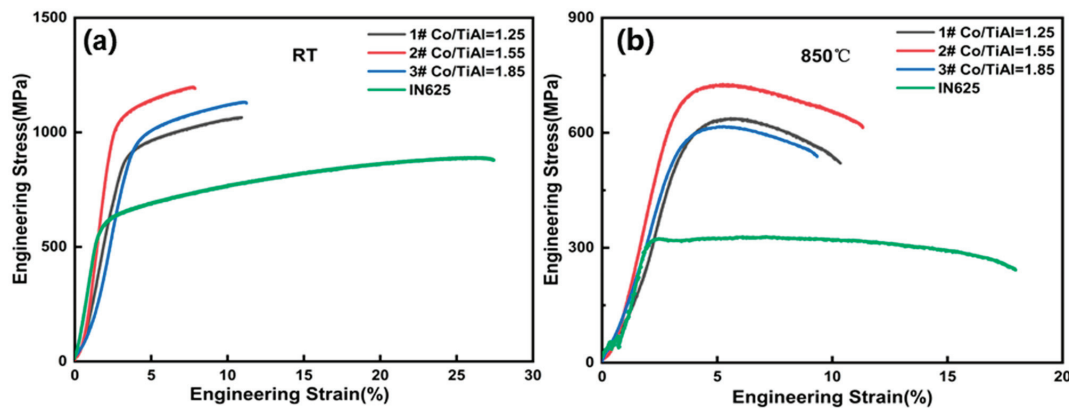 (a)
RT
1# Co/TiAl=1.25
2# Co/TiAl=1.55
3# Co/TiAl=1.85
IN625
1500
1000
500
0
Engineering Stress(MPa)
0 5 10 15 20 25 30
Engineering Strain(%)
(b)
850℃
1# Co/TiAl=1.25
2# Co/TiAl=1.55
3# Co/TiAl=1.85
IN625
900
600
300
0
Engineering Stress(MPa)
0 5 10 15 20
Engineering Strain(%)